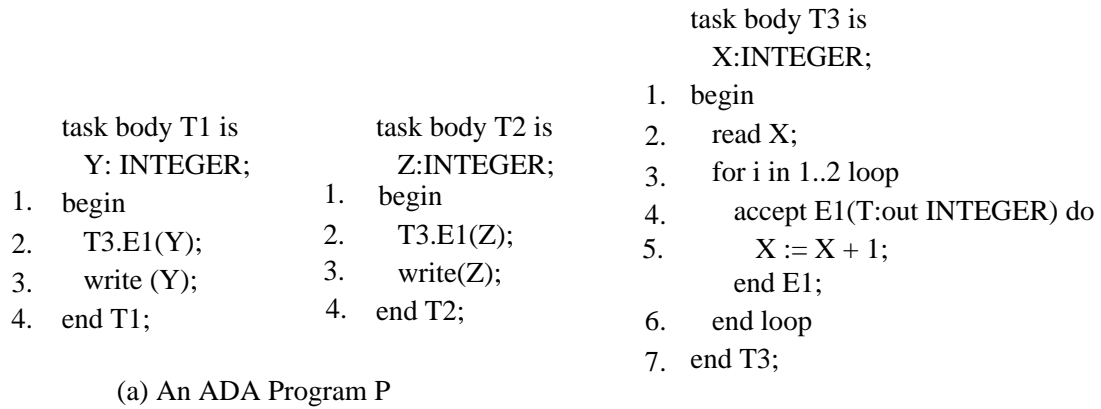 task body T1 is
Y: INTEGER;
1. begin
2. T3.E1(Y);
3. write (Y);
4. end T1;
task body T2 is
Z:INTEGER;
1. begin
2. T3.E1(Z);
3. write(Z);
4. end T2;
task body T3 is
X:INTEGER;
1. begin
2. read X;
3. for i in 1..2 loop
4. accept E1(T:out INTEGER) do
5. X := X + 1;
end E1;
6. end loop
7. end T3;
(a) An ADA Program P